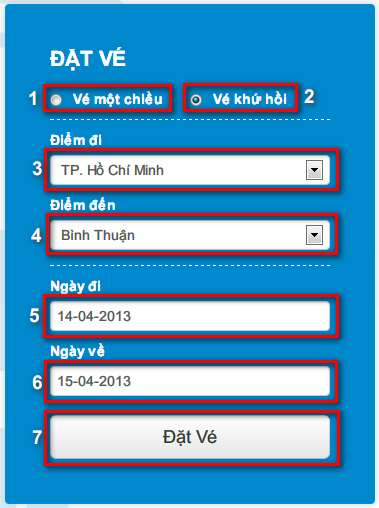 ĐẶT VÉ
1 Vé một chiều Vé khứ hồi 2
Điểm đi
3 TP. Hồ Chí Minh
Điểm đến
4 Bình Thuận
Ngày đi
5 14-04-2013
Ngày về
6 15-04-2013
7 Đặt Vé